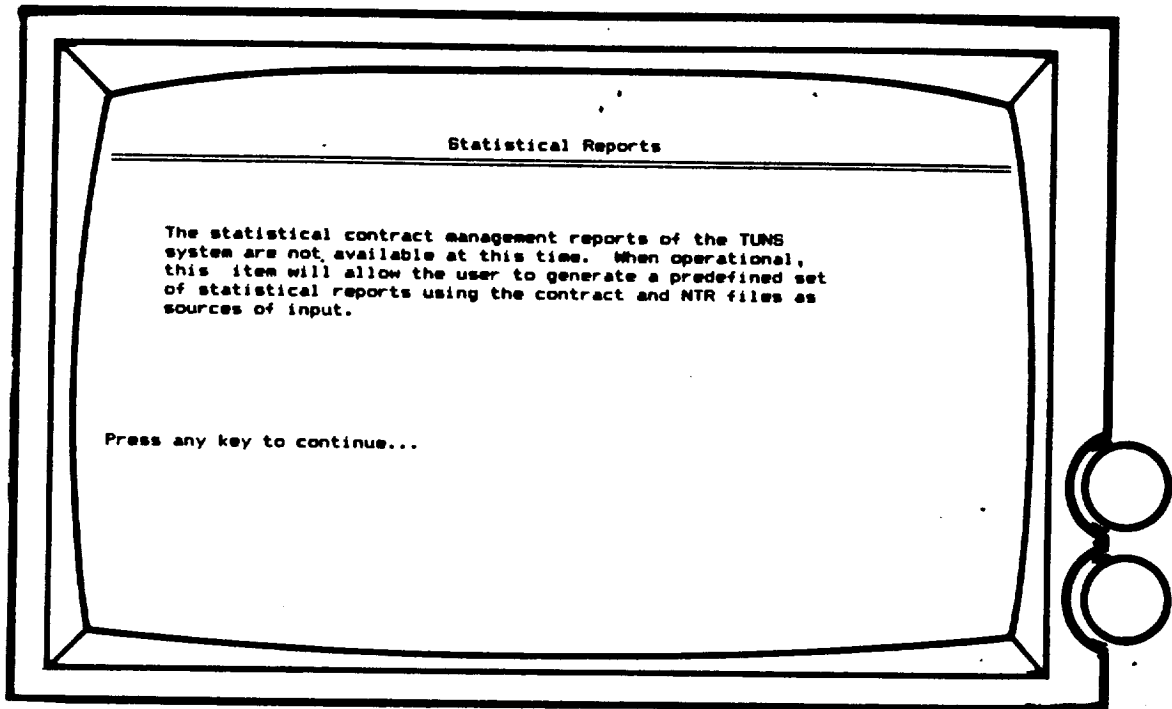 Statistical Reports
The statistical contract management reports of the TUNS
system are not available at this time.  When operational,
this  item will allow the user to generate a predefined set
of statistical reports using the contract and NTR files as
sources of input.
Press any key to continue...